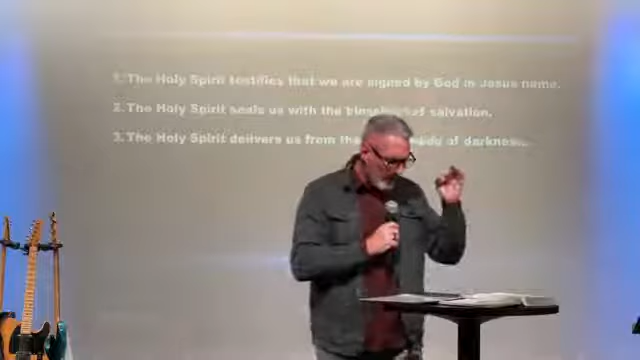 1. The Holy Spirit testifies that we are signed by God in Jesus name.
2. The Holy Spirit seals us with the of salvation.
3. The Holy Spirit delivers us from the of darkness.